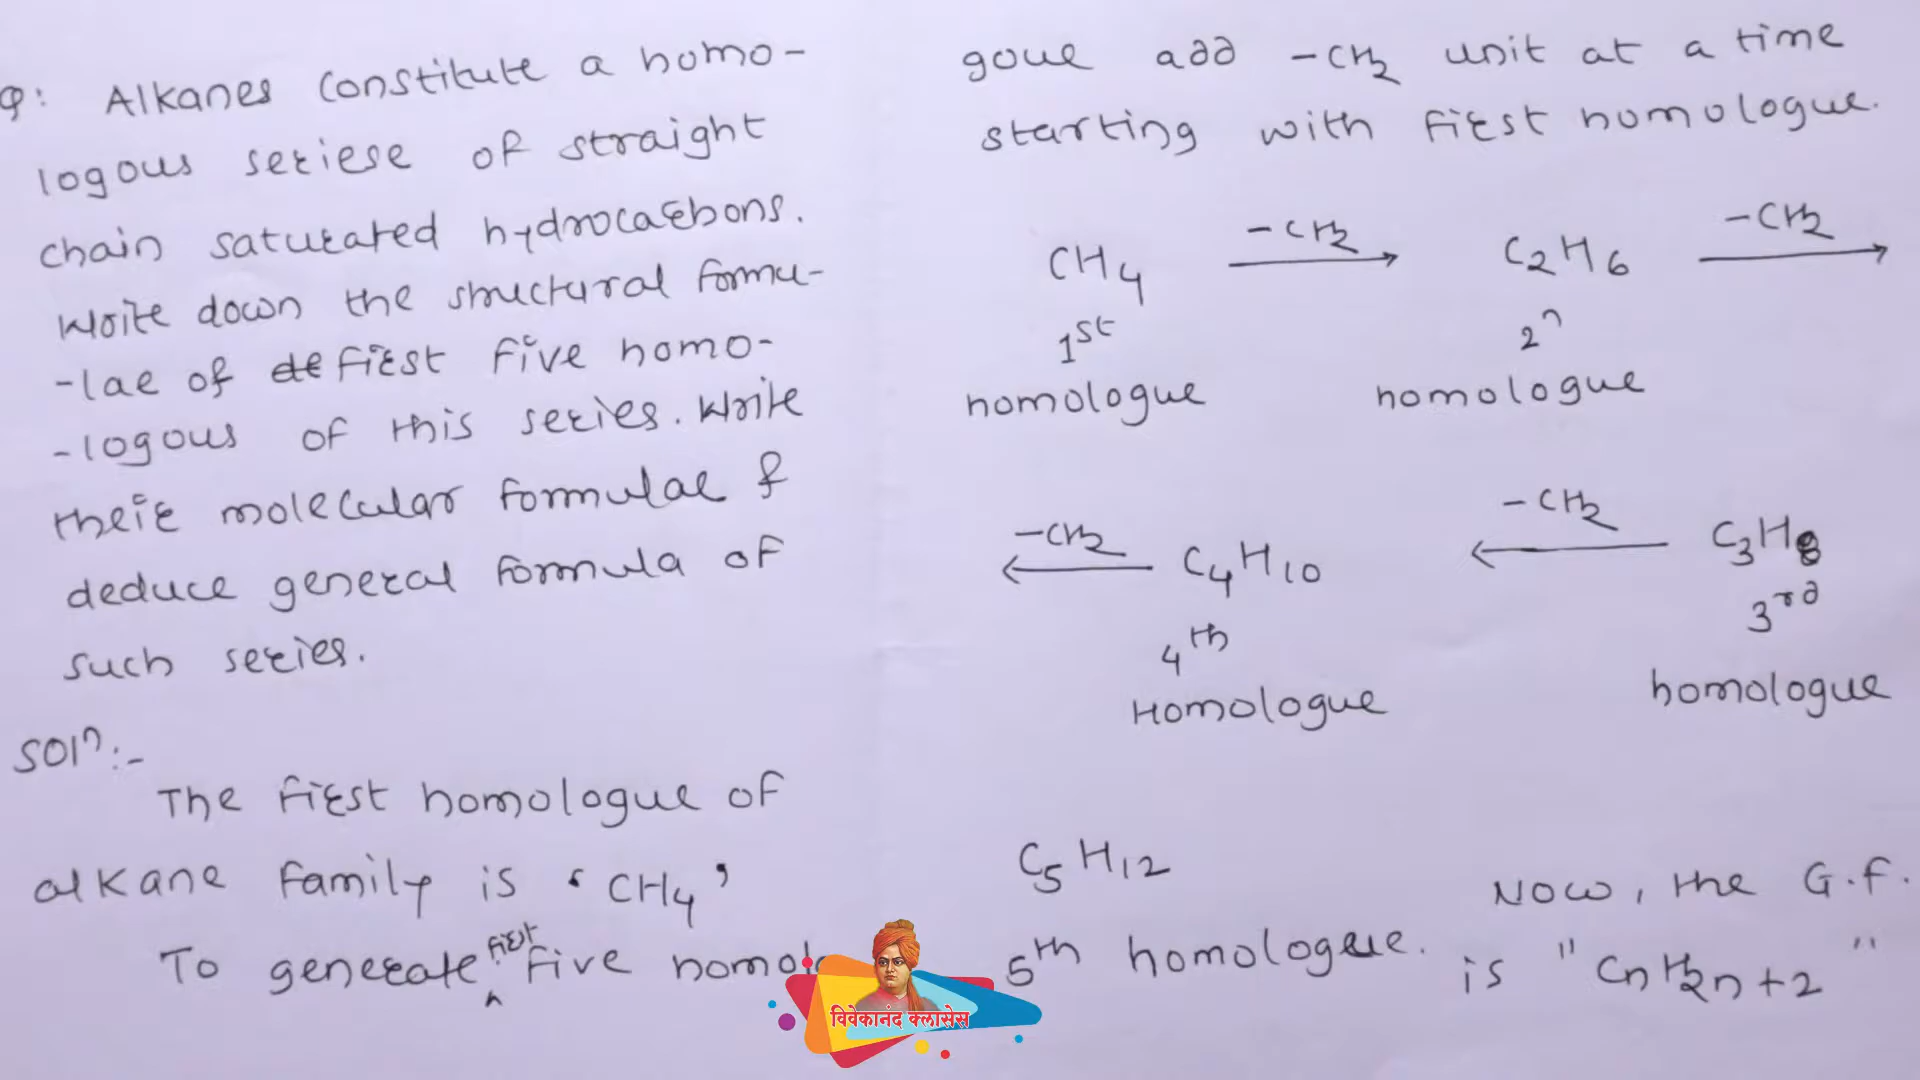 Q: Alkanes constitute a homo-
logous seriese of straight
chain saturated hydrocarbons.
Write down the structural formu-
-lae of first five homo-
-logous of this series. Write
their molecular formulae &
deduce general formula of
such series.
Soln:-
The first homologue of
alkane family is ‘CH4’
To generate first five homolo
goue add -CH2 unit at a time
starting with first homologue.
CH4 -CH2 → C2H6 -CH2 →
1st 2n
homologue homologue
-CH2 ← C4H10 -CH2 ← C3H8
4th 3rd
Homologue homologue
C5H12
5th homologue.
Now, the G.F.
is "CnH2n+2"
विवेकानंद क्लासेस